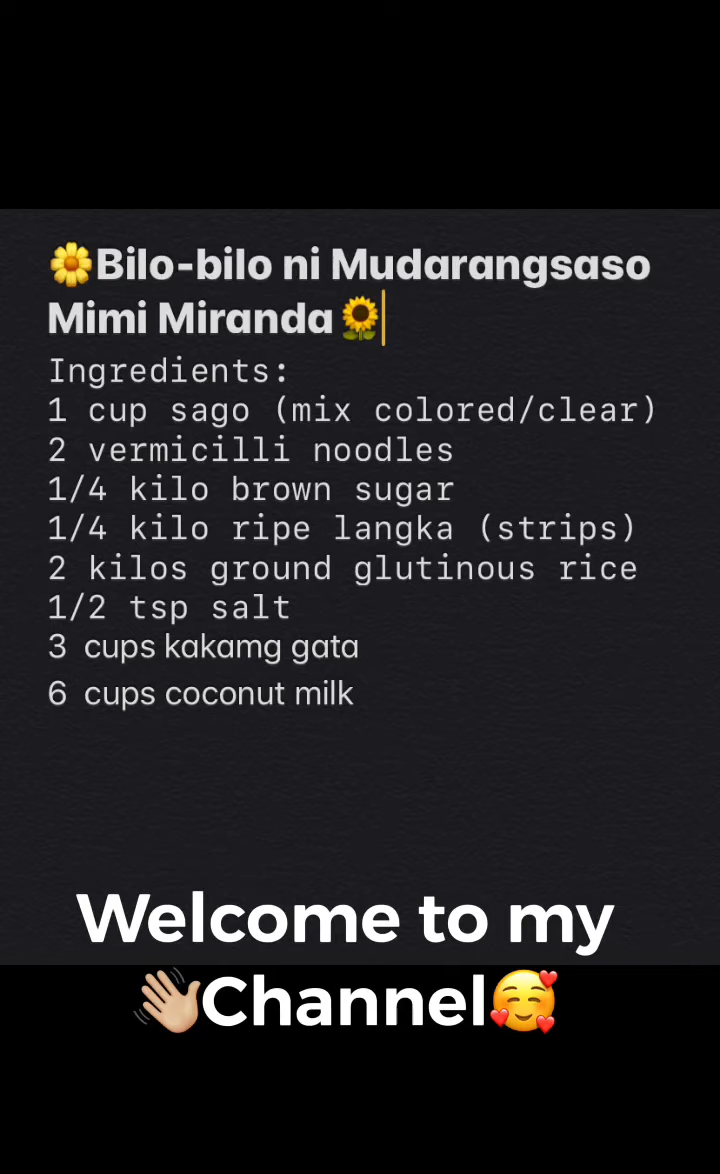 🌼Bilo-bilo ni Mudarangsaso
Mimi Miranda🌻
Ingredients:
1 cup sago (mix colored/clear)
2 vermicilli noodles
1/4 kilo brown sugar
1/4 kilo ripe langka (strips)
2 kilos ground glutinous rice
1/2 tsp salt
3 cups kakamg gata
6 cups coconut milk
Welcome to my
👋🏼Channel🥰